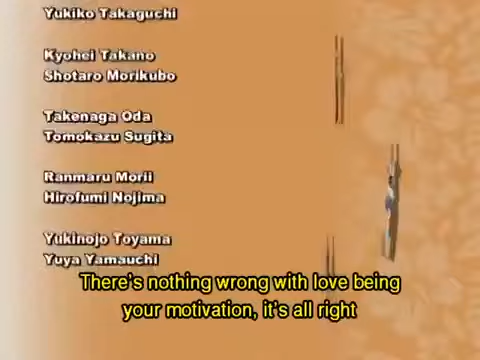 Yukiko Takaguchi
Kyohei Takano
Shotaro Morikubo
Takenaga Oda
Tomokazu Sugita
Ranmaru Morii
Hirofumi Nojima
Yukinojo Toyama
Yuya Yamauchi
There's nothing wrong with love being
your motivation, it's all right